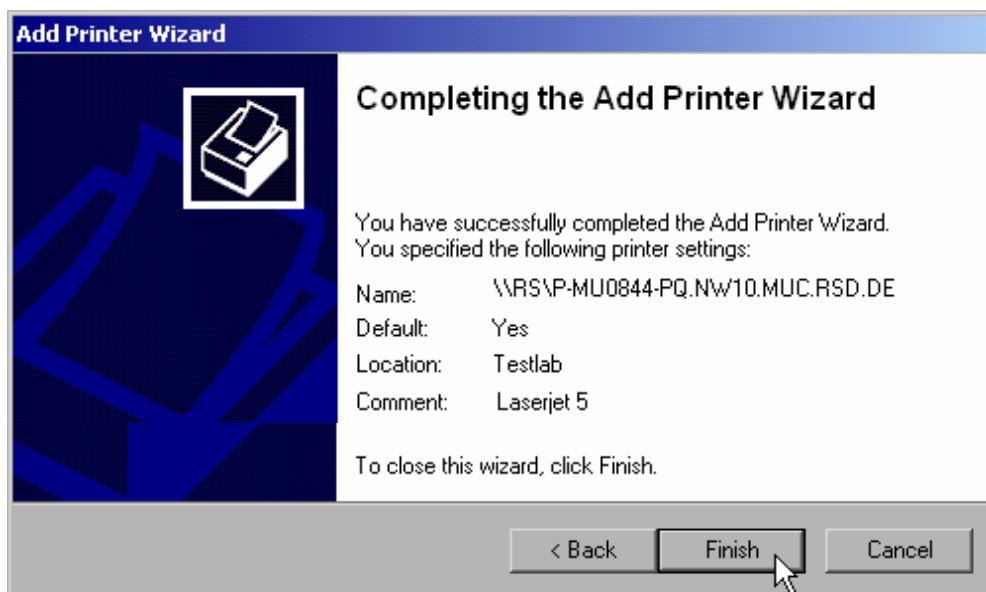 Add Printer Wizard
Completing the Add Printer Wizard
You have successfully completed the Add Printer Wizard.
You specified the following printer settings:
Name: \\RS\P-MU0844-PQ.NW10.MUC.RSD.DE
Default: Yes
Location: Testlab
Comment: Laserjet 5
To close this wizard, click Finish.
< Back Finish Cancel